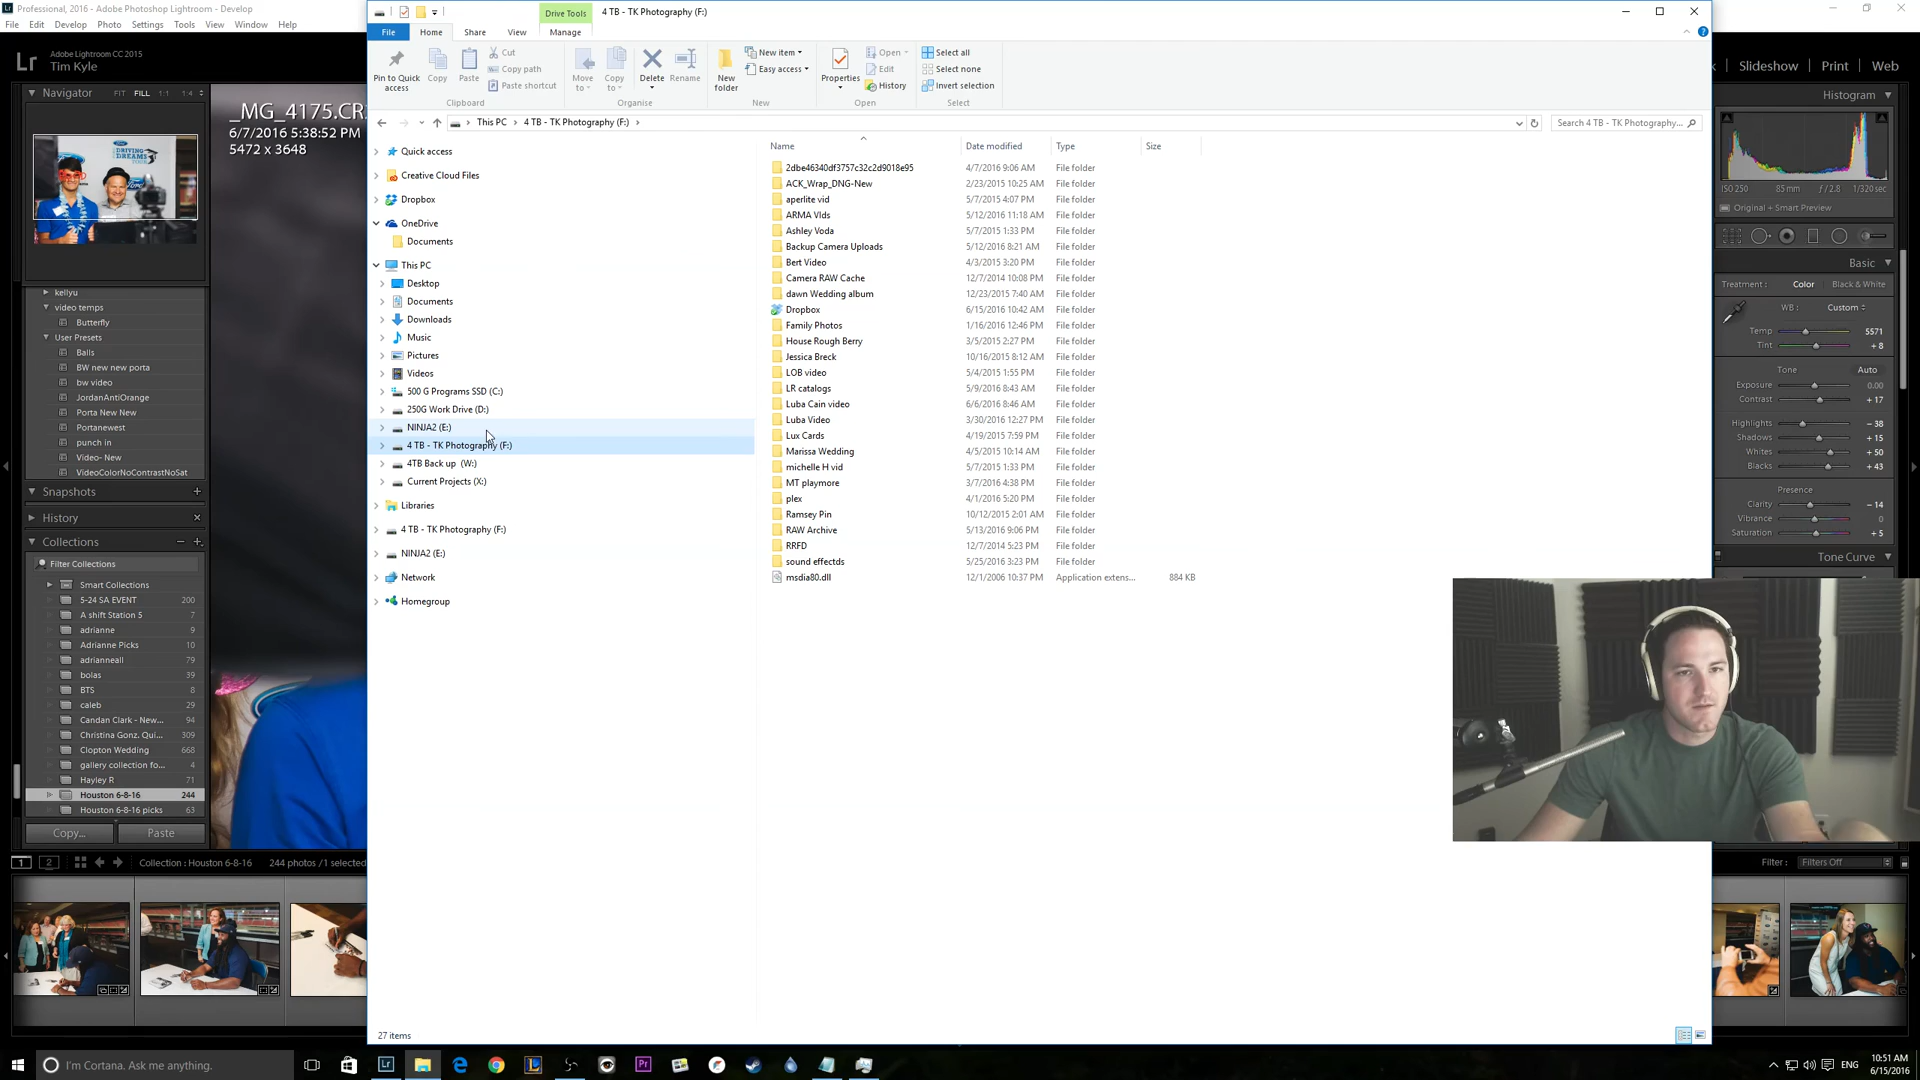 Professional, 2016 - Adobe Photoshop Lightroom - Develop
File Edit Develop Photo Settings Tools View Window Help
Lr Adobe Lightroom CC 2015
Tim Kyle
k Slideshow Print Web
Navigator FIT FILL 1:1 1:4
kellyu
video temps
Butterfly
User Presets
Balls
BW new new porta
bw video
JordanAntiOrange
Porta New New
Portanewest
punch in
Video- New
VideoColorNoContrastNoSat
Snapshots
History
Collections
Filter Collections
Smart Collections
5-24 SA EVENT 200
A shift Station 5 7
adrianne 9
Adrianne Picks 10
adrianneall 79
bolas 39
BTS 8
caleb 29
Candan Clark - New... 94
Christina Gonz. Qui... 309
Clopton Wedding 668
gallery collection fo... 4
Hayley R 71
Houston 6-8-16 244
Houston 6-8-16 picks 63
Copy... Paste
_MG_4175.CR
6/7/2016 5:38:52 PM
5472 x 3648
1 2 Collection : Houston 6-8-16 244 photos /1 selected
Drive Tools 4 TB - TK Photography (F:)
File Home Share View Manage
Pin to Quick access
Copy
Paste
Cut
Copy path
Paste shortcut
Clipboard
Move to
Copy to
Delete
Rename
Organise
New folder
New item
Easy access
New
Properties
Open
Edit
History
Open
Select all
Select none
Invert selection
Select
This PC 4 TB - TK Photography (F:)
Search 4 TB - TK Photography...
Quick access
Creative Cloud Files
Dropbox
OneDrive
Documents
This PC
Desktop
Documents
Downloads
Music
Pictures
Videos
500 G Programs SSD (C:)
250G Work Drive (D:)
NINJA2 (E:)
4 TB - TK Photography (F:)
4TB Back up (W:)
Current Projects (X:)
Libraries
4 TB - TK Photography (F:)
NINJA2 (E:)
Network
Homegroup
Name Date modified Type Size
2dbe46340df3757c32c2d9018e95 4/7/2016 9:06 AM File folder
ACK_Wrap_DNG-New 2/23/2015 10:25 AM File folder
aperlite vid 5/7/2015 4:07 PM File folder
ARMA VIds 5/12/2016 11:18 AM File folder
Ashley Voda 5/7/2015 1:33 PM File folder
Backup Camera Uploads 5/12/2016 8:21 AM File folder
Bert Video 4/3/2015 3:20 PM File folder
Camera RAW Cache 12/7/2014 10:08 PM File folder
dawn Wedding album 12/23/2015 7:40 AM File folder
Dropbox 6/15/2016 10:42 AM File folder
Family Photos 1/16/2016 12:46 PM File folder
House Rough Berry 3/5/2015 2:27 PM File folder
Jessica Breck 10/16/2015 8:12 AM File folder
LOB video 5/4/2015 1:55 PM File folder
LR catalogs 5/9/2016 8:43 AM File folder
Luba Cain video 6/6/2016 8:46 AM File folder
Luba Video 3/30/2016 12:27 PM File folder
Lux Cards 4/19/2015 7:59 PM File folder
Marissa Wedding 4/5/2015 10:14 AM File folder
michelle H vid 5/7/2015 1:33 PM File folder
MT playmore 3/7/2016 4:38 PM File folder
plex 4/1/2016 5:20 PM File folder
Ramsey Pin 10/12/2015 2:01 AM File folder
RAW Archive 5/13/2016 9:06 PM File folder
RRFD 12/7/2014 5:23 PM File folder
sound effectds 5/25/2016 3:23 PM File folder
msdia80.dll 12/1/2006 10:37 PM Application extens... 884 KB
27 items
Histogram
ISO 250 85 mm f / 2.8 1/320 sec
Original + Smart Preview
Basic
Treatment : Color Black & White
WB : Custom
Temp 5571
Tint + 8
Tone Auto
Exposure 0.00
Contrast + 17
Highlights - 38
Shadows + 15
Whites + 50
Blacks + 43
Presence
Clarity - 14
Vibrance 0
Saturation + 5
Tone Curve
Filter : Filters Off
I'm Cortana. Ask me anything.
ENG
10:51 AM
6/15/2016